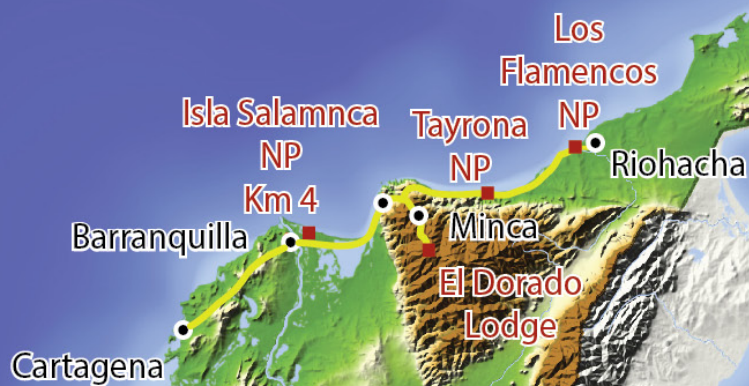 Los
Flamencos
NP
Isla Salamnca
NP
Km 4
Tayrona
NP
Riohacha
Barranquilla
Minca
El Dorado
Lodge
Cartagena